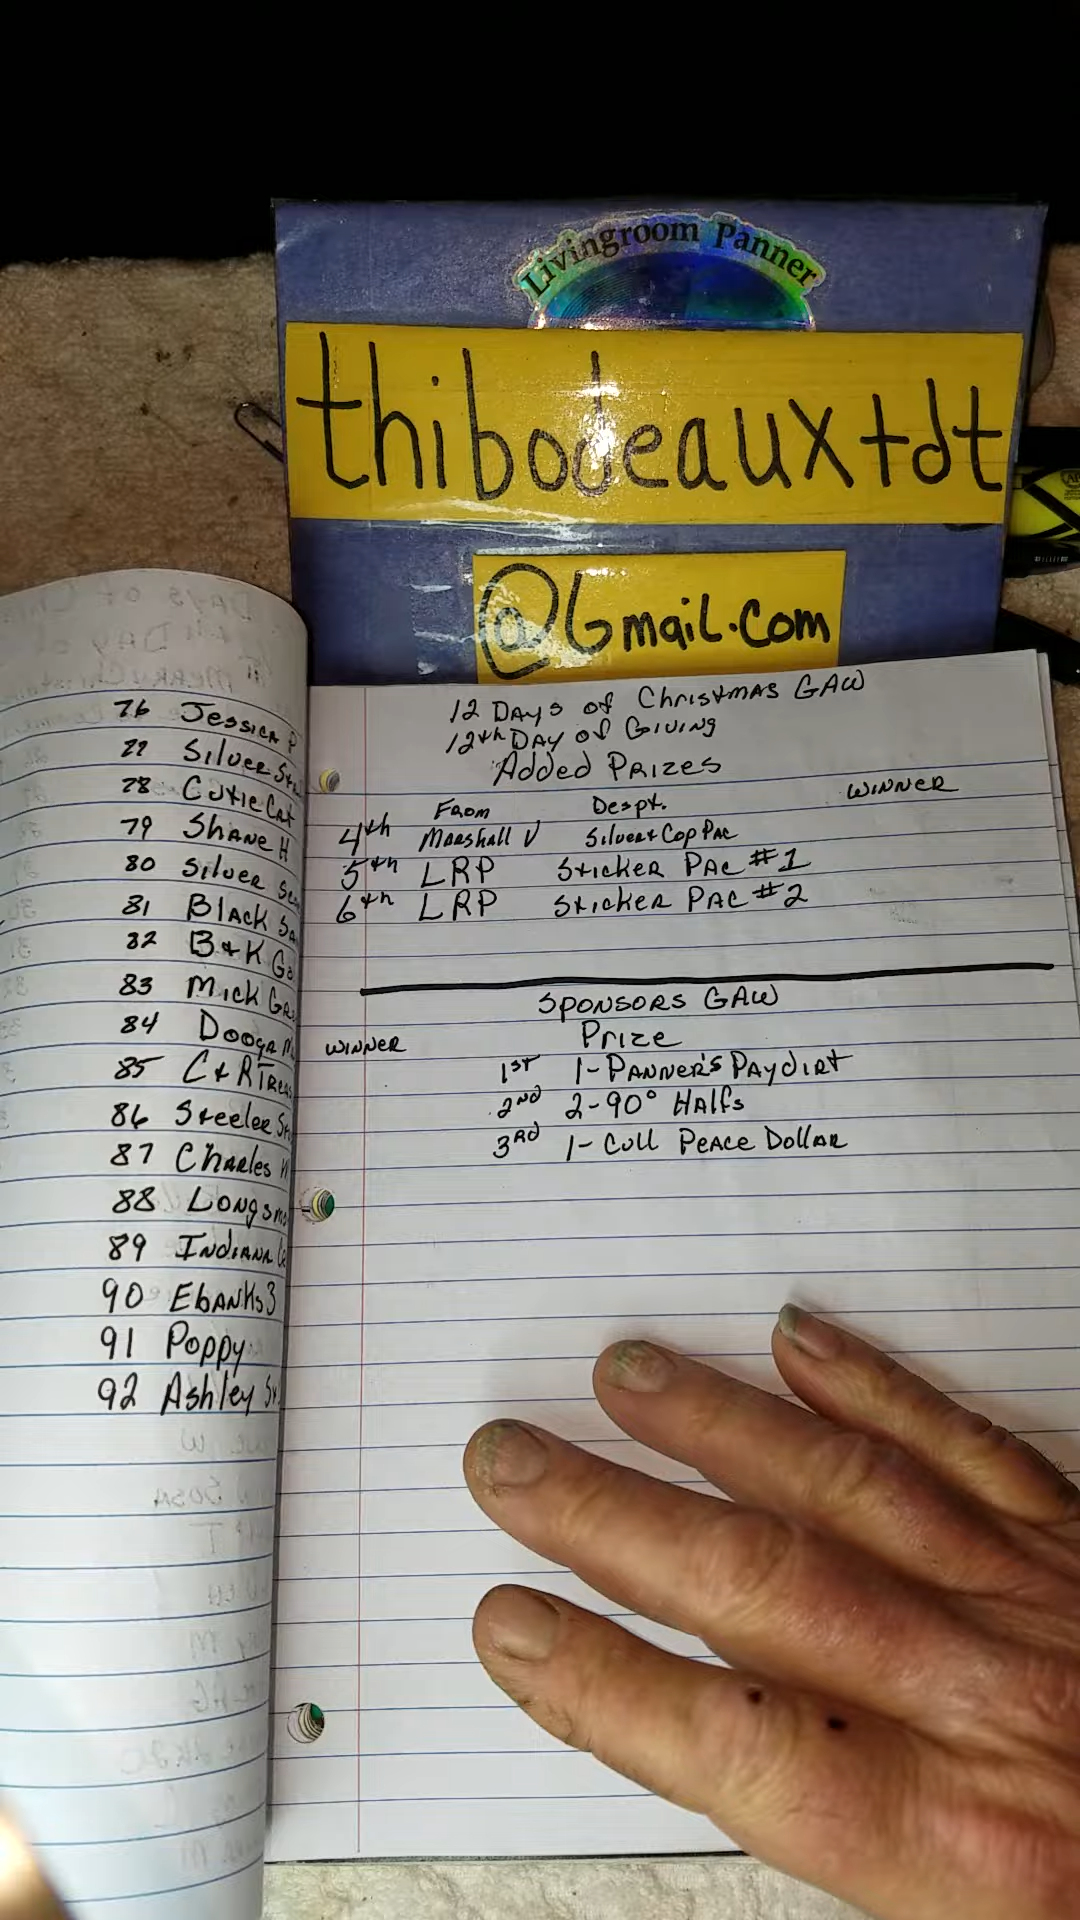 Livingroom Panner
thibodeauxtdt
@Gmail.com
76 Jessica P
77 Silver
78 Cutie Cat
79 Shane H
80 Silver
81 Black
82 B+K
83 Mick
84 Dooga
85 C+R
86 Steeler
87 Charles
88
89 Indiana
90 Ebanks3
91 Poppy
92 Ashley
12 Days of Christmas GAW
12th Day of Giving
Added Prizes
From Despt. Winner
4th Marshall V Silver+Cop Pac
5th LRP Sticker Pac #1
6th LRP Sticker Pac #2
Sponsors GAW
Winner Prize
1st 1-Panner's Paydirt
2nd 2-90° Halfs
3rd 1-Cull Peace Dollar